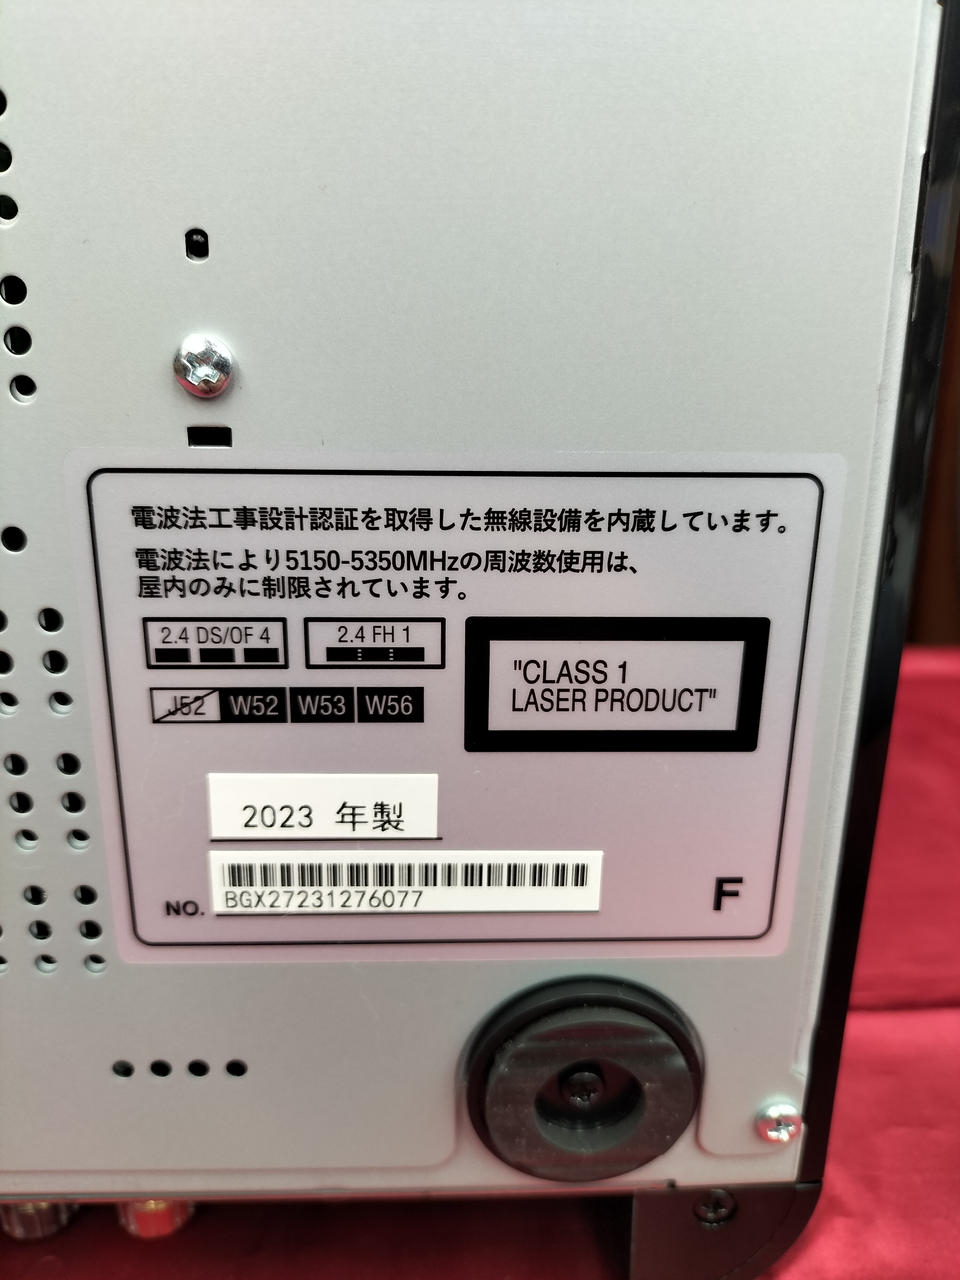 電波法工事設計認証を取得した無線設備を内蔵しています。
電波法により5150-5350MHzの周波数使用は、
屋内のみに制限されています。
2.4 DS/OF 4
2.4 FH 1
J52 W52 W53 W56
"CLASS 1
LASER PRODUCT"
2023 年製
NO. BGX27231276077
F